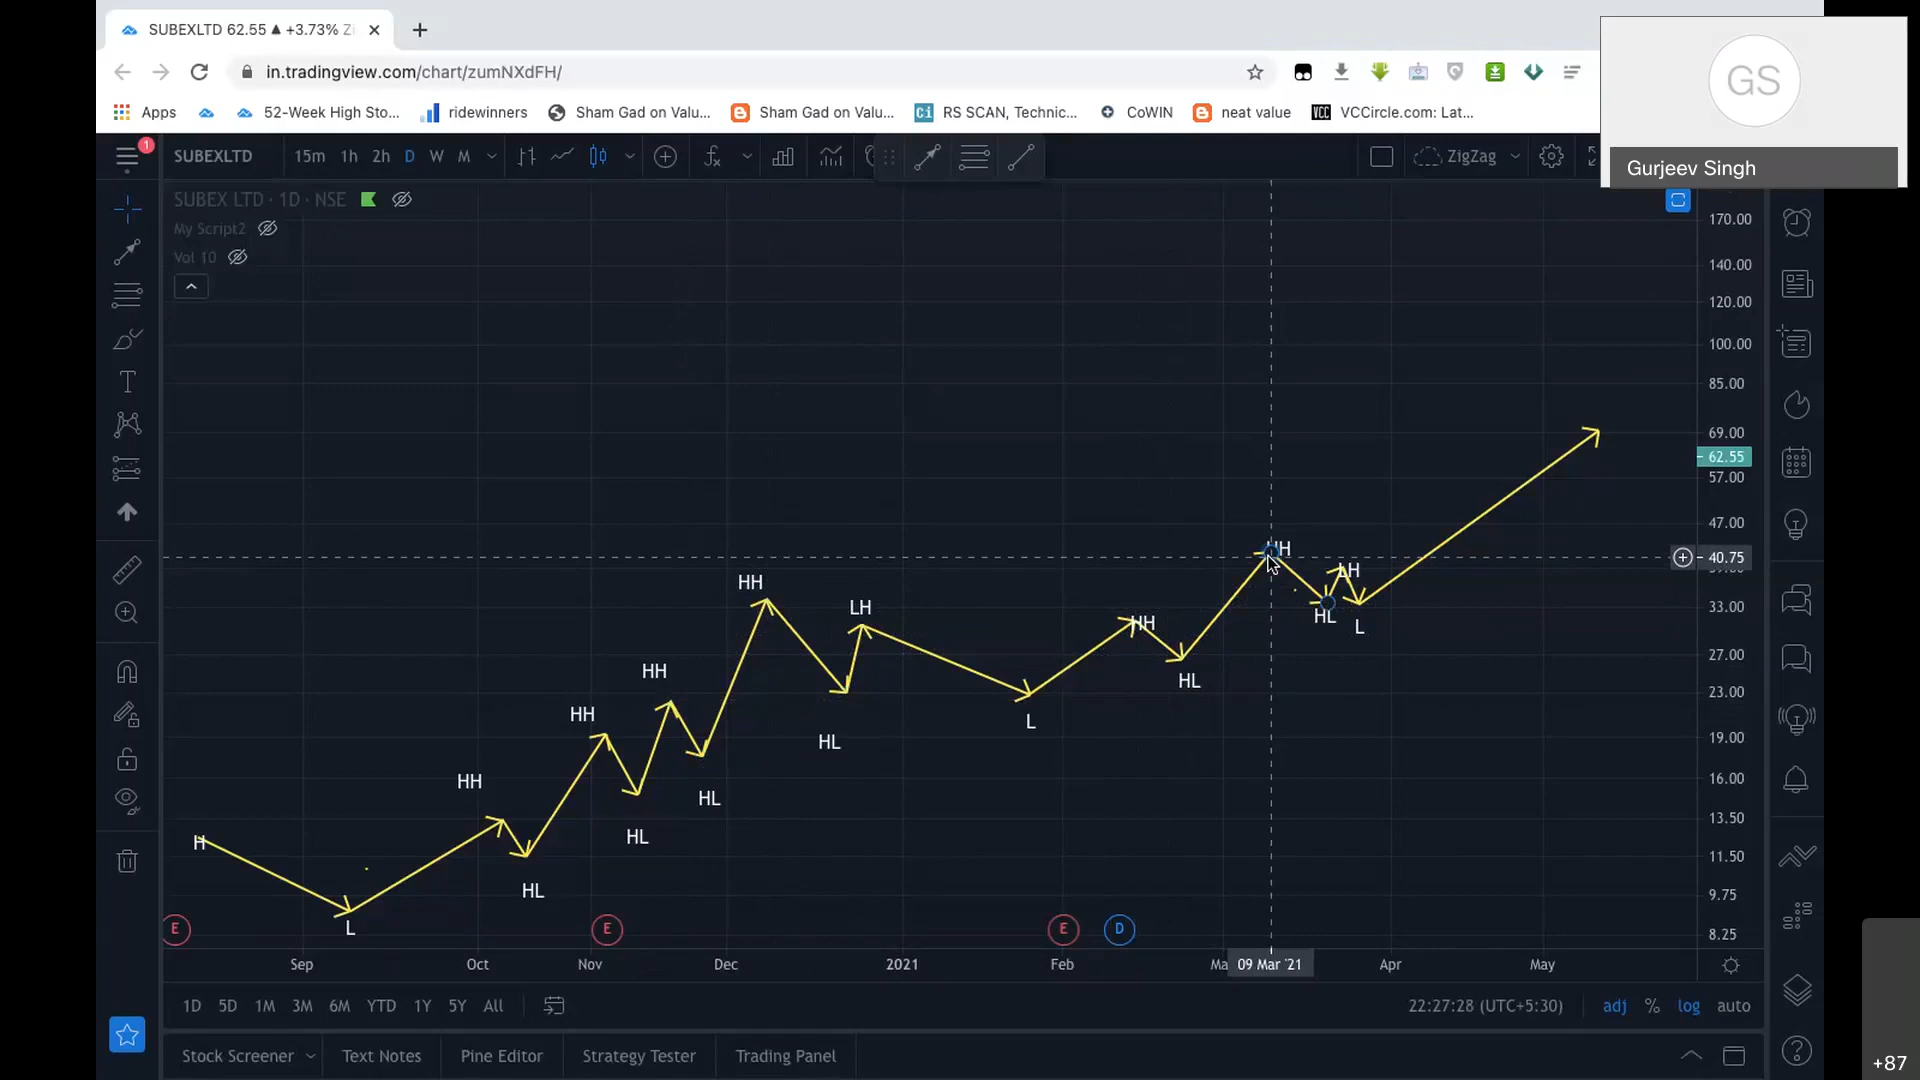 SUBEXLTD 62.55 ▲ +3.73% Zi
in.tradingview.com/chart/zumNXdFH/
GS
Gurjeev Singh
Apps 52-Week High Sto... ridewinners Sham Gad on Valu... Sham Gad on Valu... RS SCAN, Technic... CoWIN neat value VCCircle.com: Lat...
1 SUBEXLTD 15m 1h 2h D W M ZigZag
SUBEX LTD · 1D · NSE
My Script2
Vol 10
170.00
140.00
120.00
100.00
85.00
69.00
62.55
57.00
47.00
HH
40.75
LH
HH
LH
33.00
HL
L
HH
27.00
HH
HL
23.00
HH
L
19.00
HL
HH
16.00
HL
13.50
HL
H
11.50
HL
9.75
L
E E E D
8.25
Sep Oct Nov Dec 2021 Feb Ma 09 Mar '21 Apr May
1D 5D 1M 3M 6M YTD 1Y 5Y All 22:27:28 (UTC+5:30) adj % log auto
Stock Screener Text Notes Pine Editor Strategy Tester Trading Panel
+87